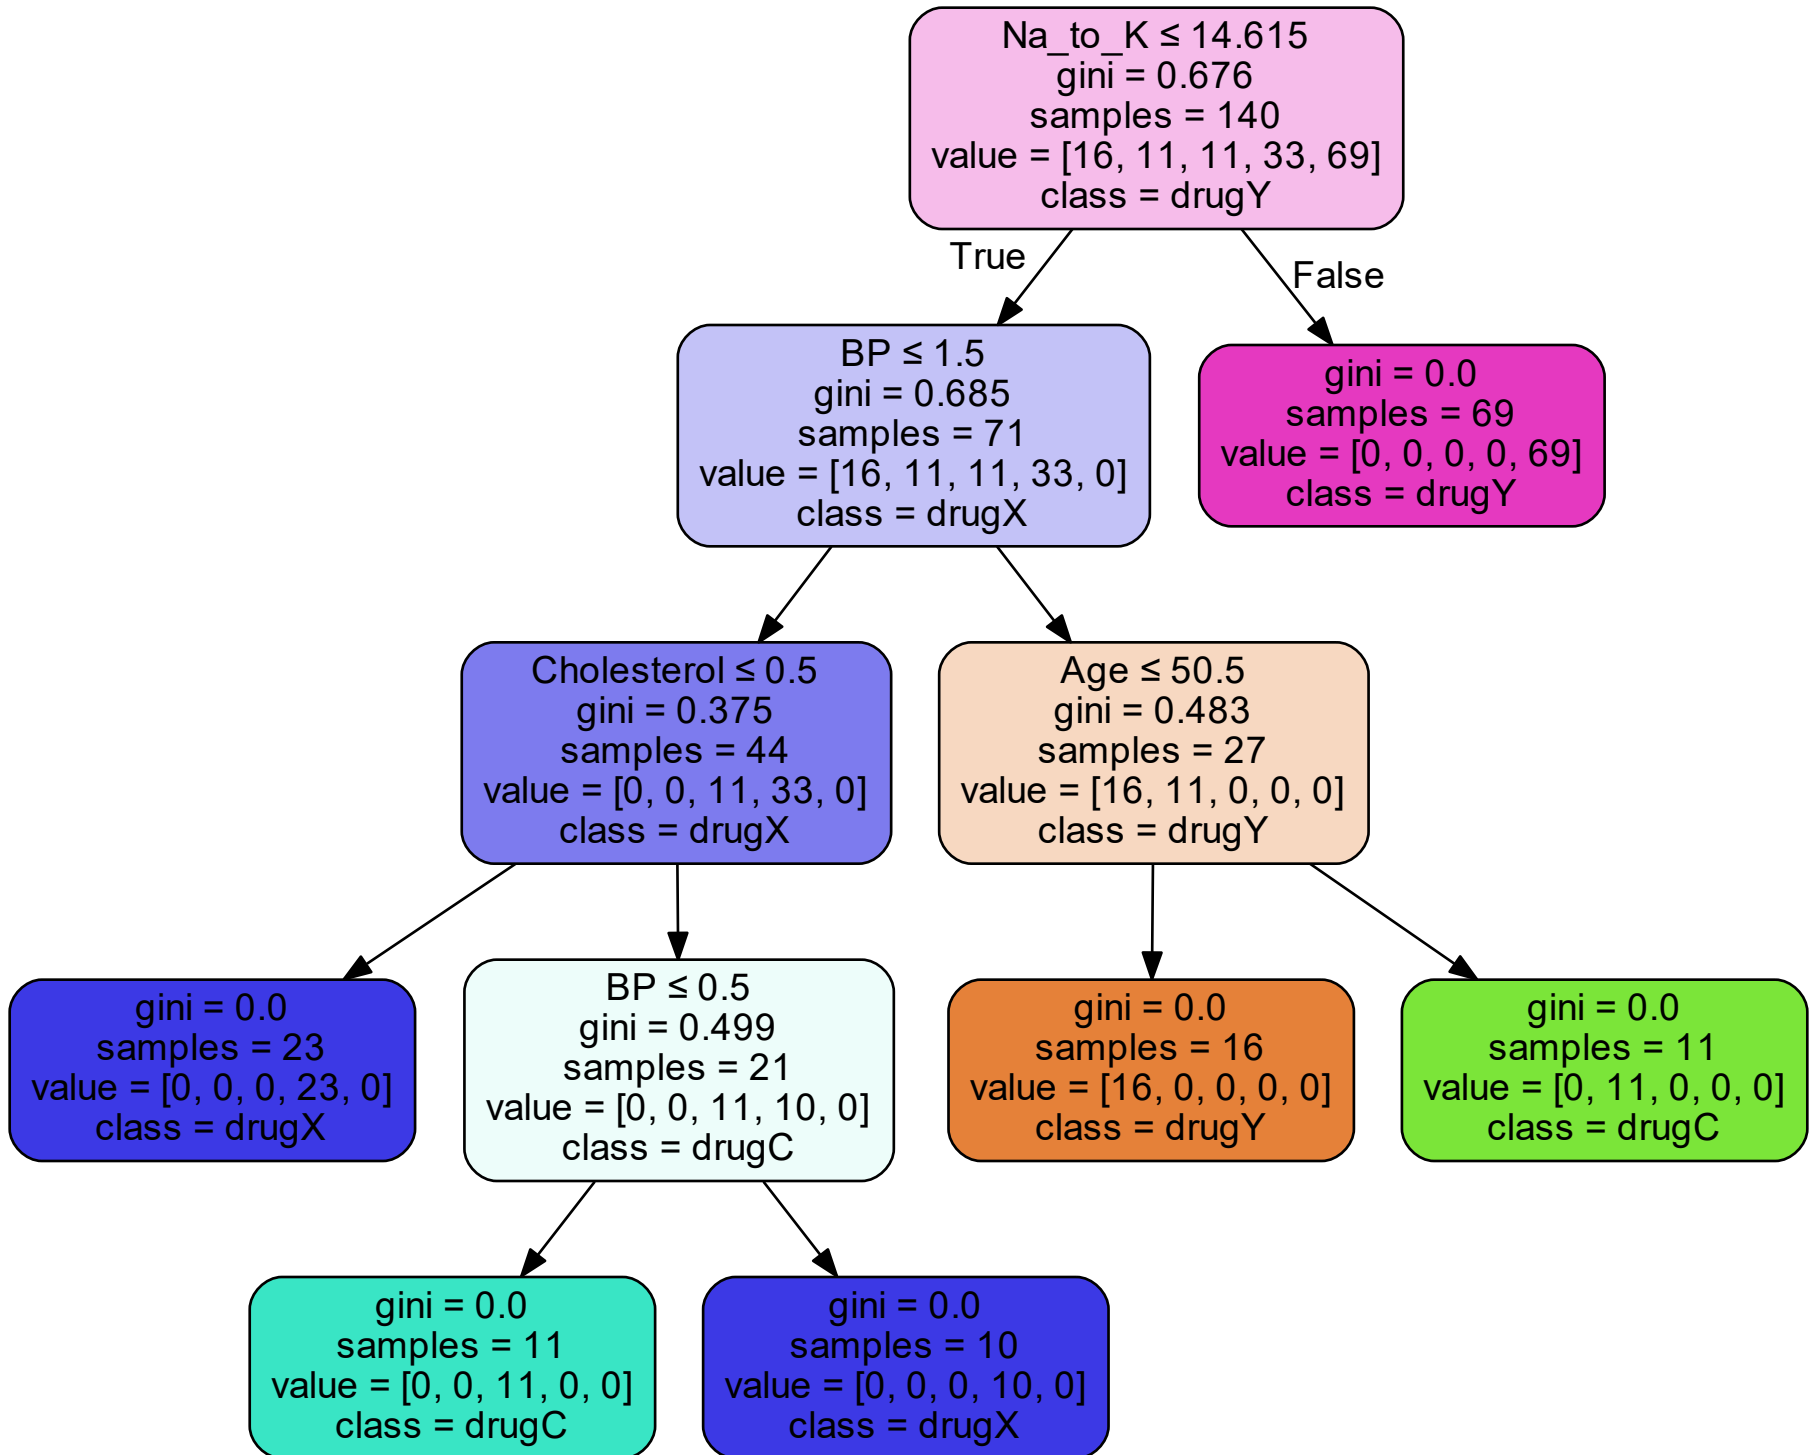 Na_to_K ≤ 14.615
gini = 0.676
samples = 140
value = [16, 11, 11, 33, 69]
class = drugY
True
False
BP ≤ 1.5
gini = 0.685
samples = 71
value = [16, 11, 11, 33, 0]
class = drugX
gini = 0.0
samples = 69
value = [0, 0, 0, 0, 69]
class = drugY
Cholesterol ≤ 0.5
gini = 0.375
samples = 44
value = [0, 0, 11, 33, 0]
class = drugX
Age ≤ 50.5
gini = 0.483
samples = 27
value = [16, 11, 0, 0, 0]
class = drugY
gini = 0.0
samples = 23
value = [0, 0, 0, 23, 0]
class = drugX
BP ≤ 0.5
gini = 0.499
samples = 21
value = [0, 0, 11, 10, 0]
class = drugC
gini = 0.0
samples = 16
value = [16, 0, 0, 0, 0]
class = drugY
gini = 0.0
samples = 11
value = [0, 11, 0, 0, 0]
class = drugC
gini = 0.0
samples = 11
value = [0, 0, 11, 0, 0]
class = drugC
gini = 0.0
samples = 10
value = [0, 0, 0, 10, 0]
class = drugX